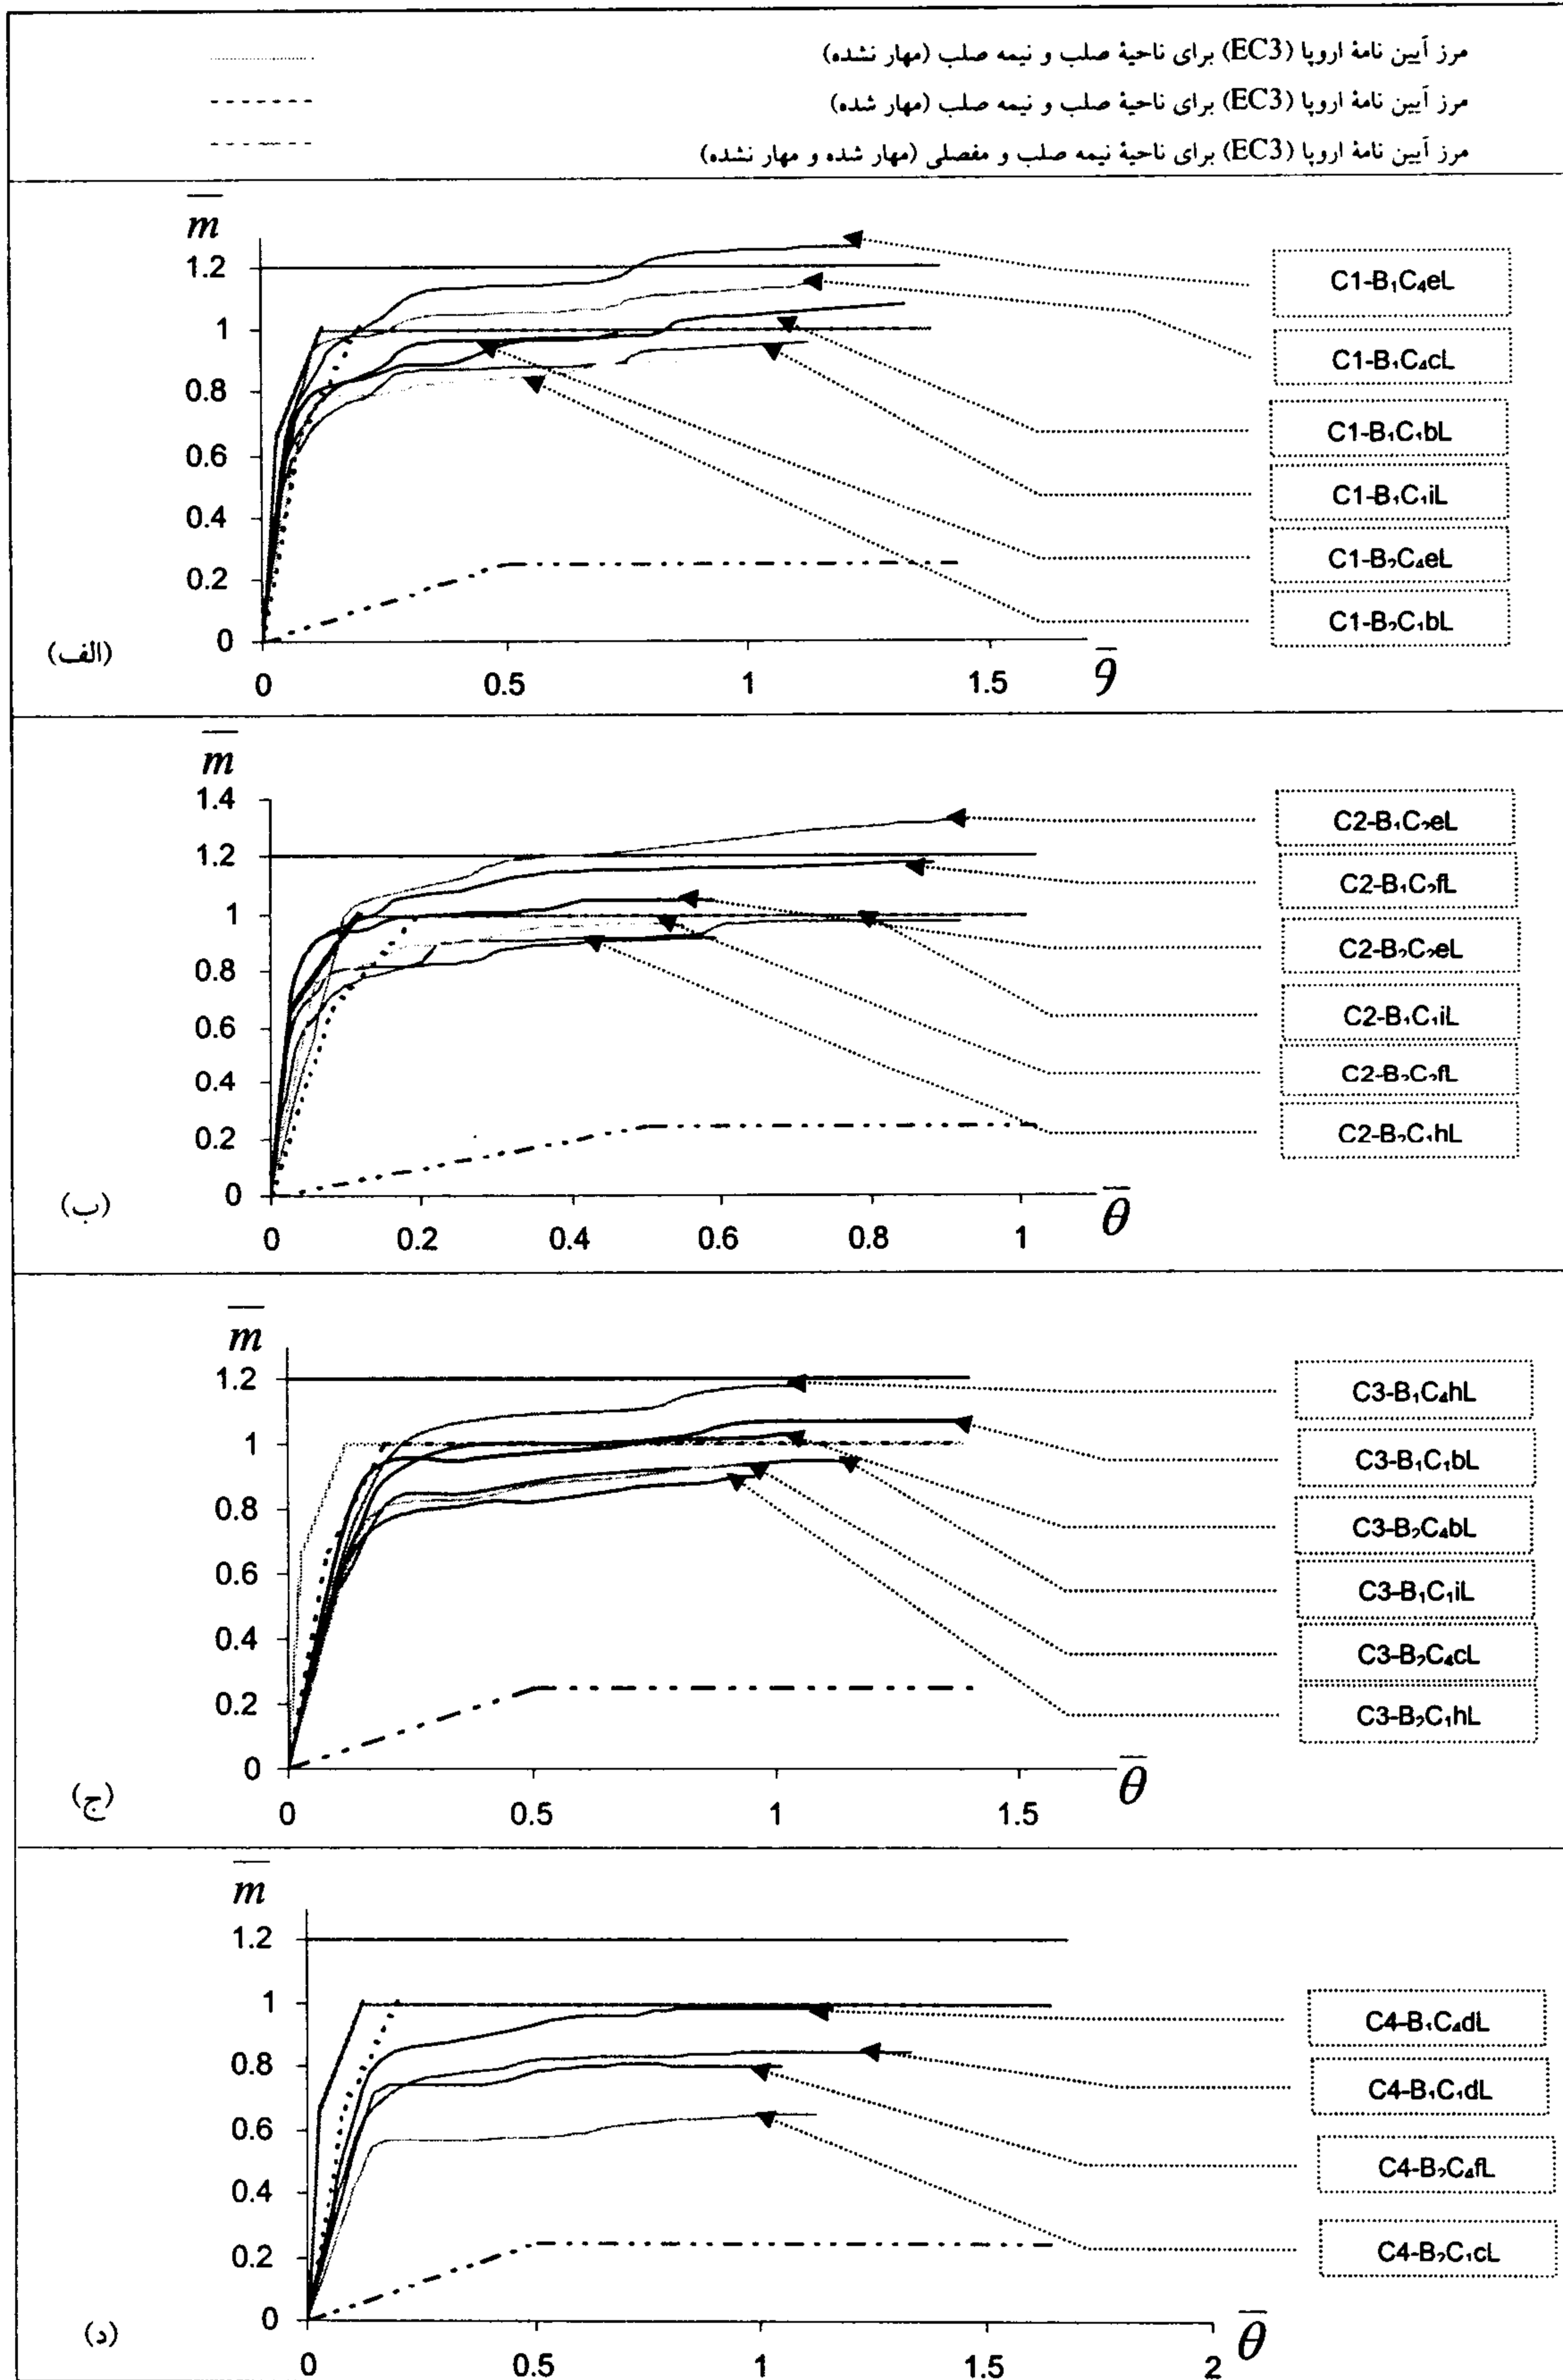 مرز آیین نامۀ اروپا (EC3) برای ناحیۀ صلب و نیمه صلب (مهار نشده)
مرز آیین نامۀ اروپا (EC3) برای ناحیۀ صلب و نیمه صلب (مهار شده)
مرز آیین نامۀ اروپا (EC3) برای ناحیۀ نیمه صلب و مفصلی (مهار شده و مهار نشده)
m̅
1.2
1
0.8
0.6
0.4
0.2
0
0 0.5 1 1.5 θ̅
C1-B₁C₄eL
C1-B₁C₄cL
C1-B₁C₁bL
C1-B₁C₁iL
C1-B₂C₄eL
C1-B₂C₁bL
(الف)
m̅
1.4
1.2
1
0.8
0.6
0.4
0.2
0
0 0.2 0.4 0.6 0.8 1 θ̅
C2-B₁C₂eL
C2-B₁C₂fL
C2-B₂C₂eL
C2-B₁C₁iL
C2-B₂C₂fL
C2-B₂C₁hL
(ب)
m̅
1.2
1
0.8
0.6
0.4
0.2
0
0 0.5 1 1.5 θ̅
C3-B₁C₄hL
C3-B₁C₁bL
C3-B₂C₄bL
C3-B₁C₁iL
C3-B₂C₄cL
C3-B₂C₁hL
(ج)
m̅
1.2
1
0.8
0.6
0.4
0.2
0
0 0.5 1 1.5 2 θ̅
C4-B₁C₄dL
C4-B₁C₁dL
C4-B₂C₄fL
C4-B₂C₁cL
(د)